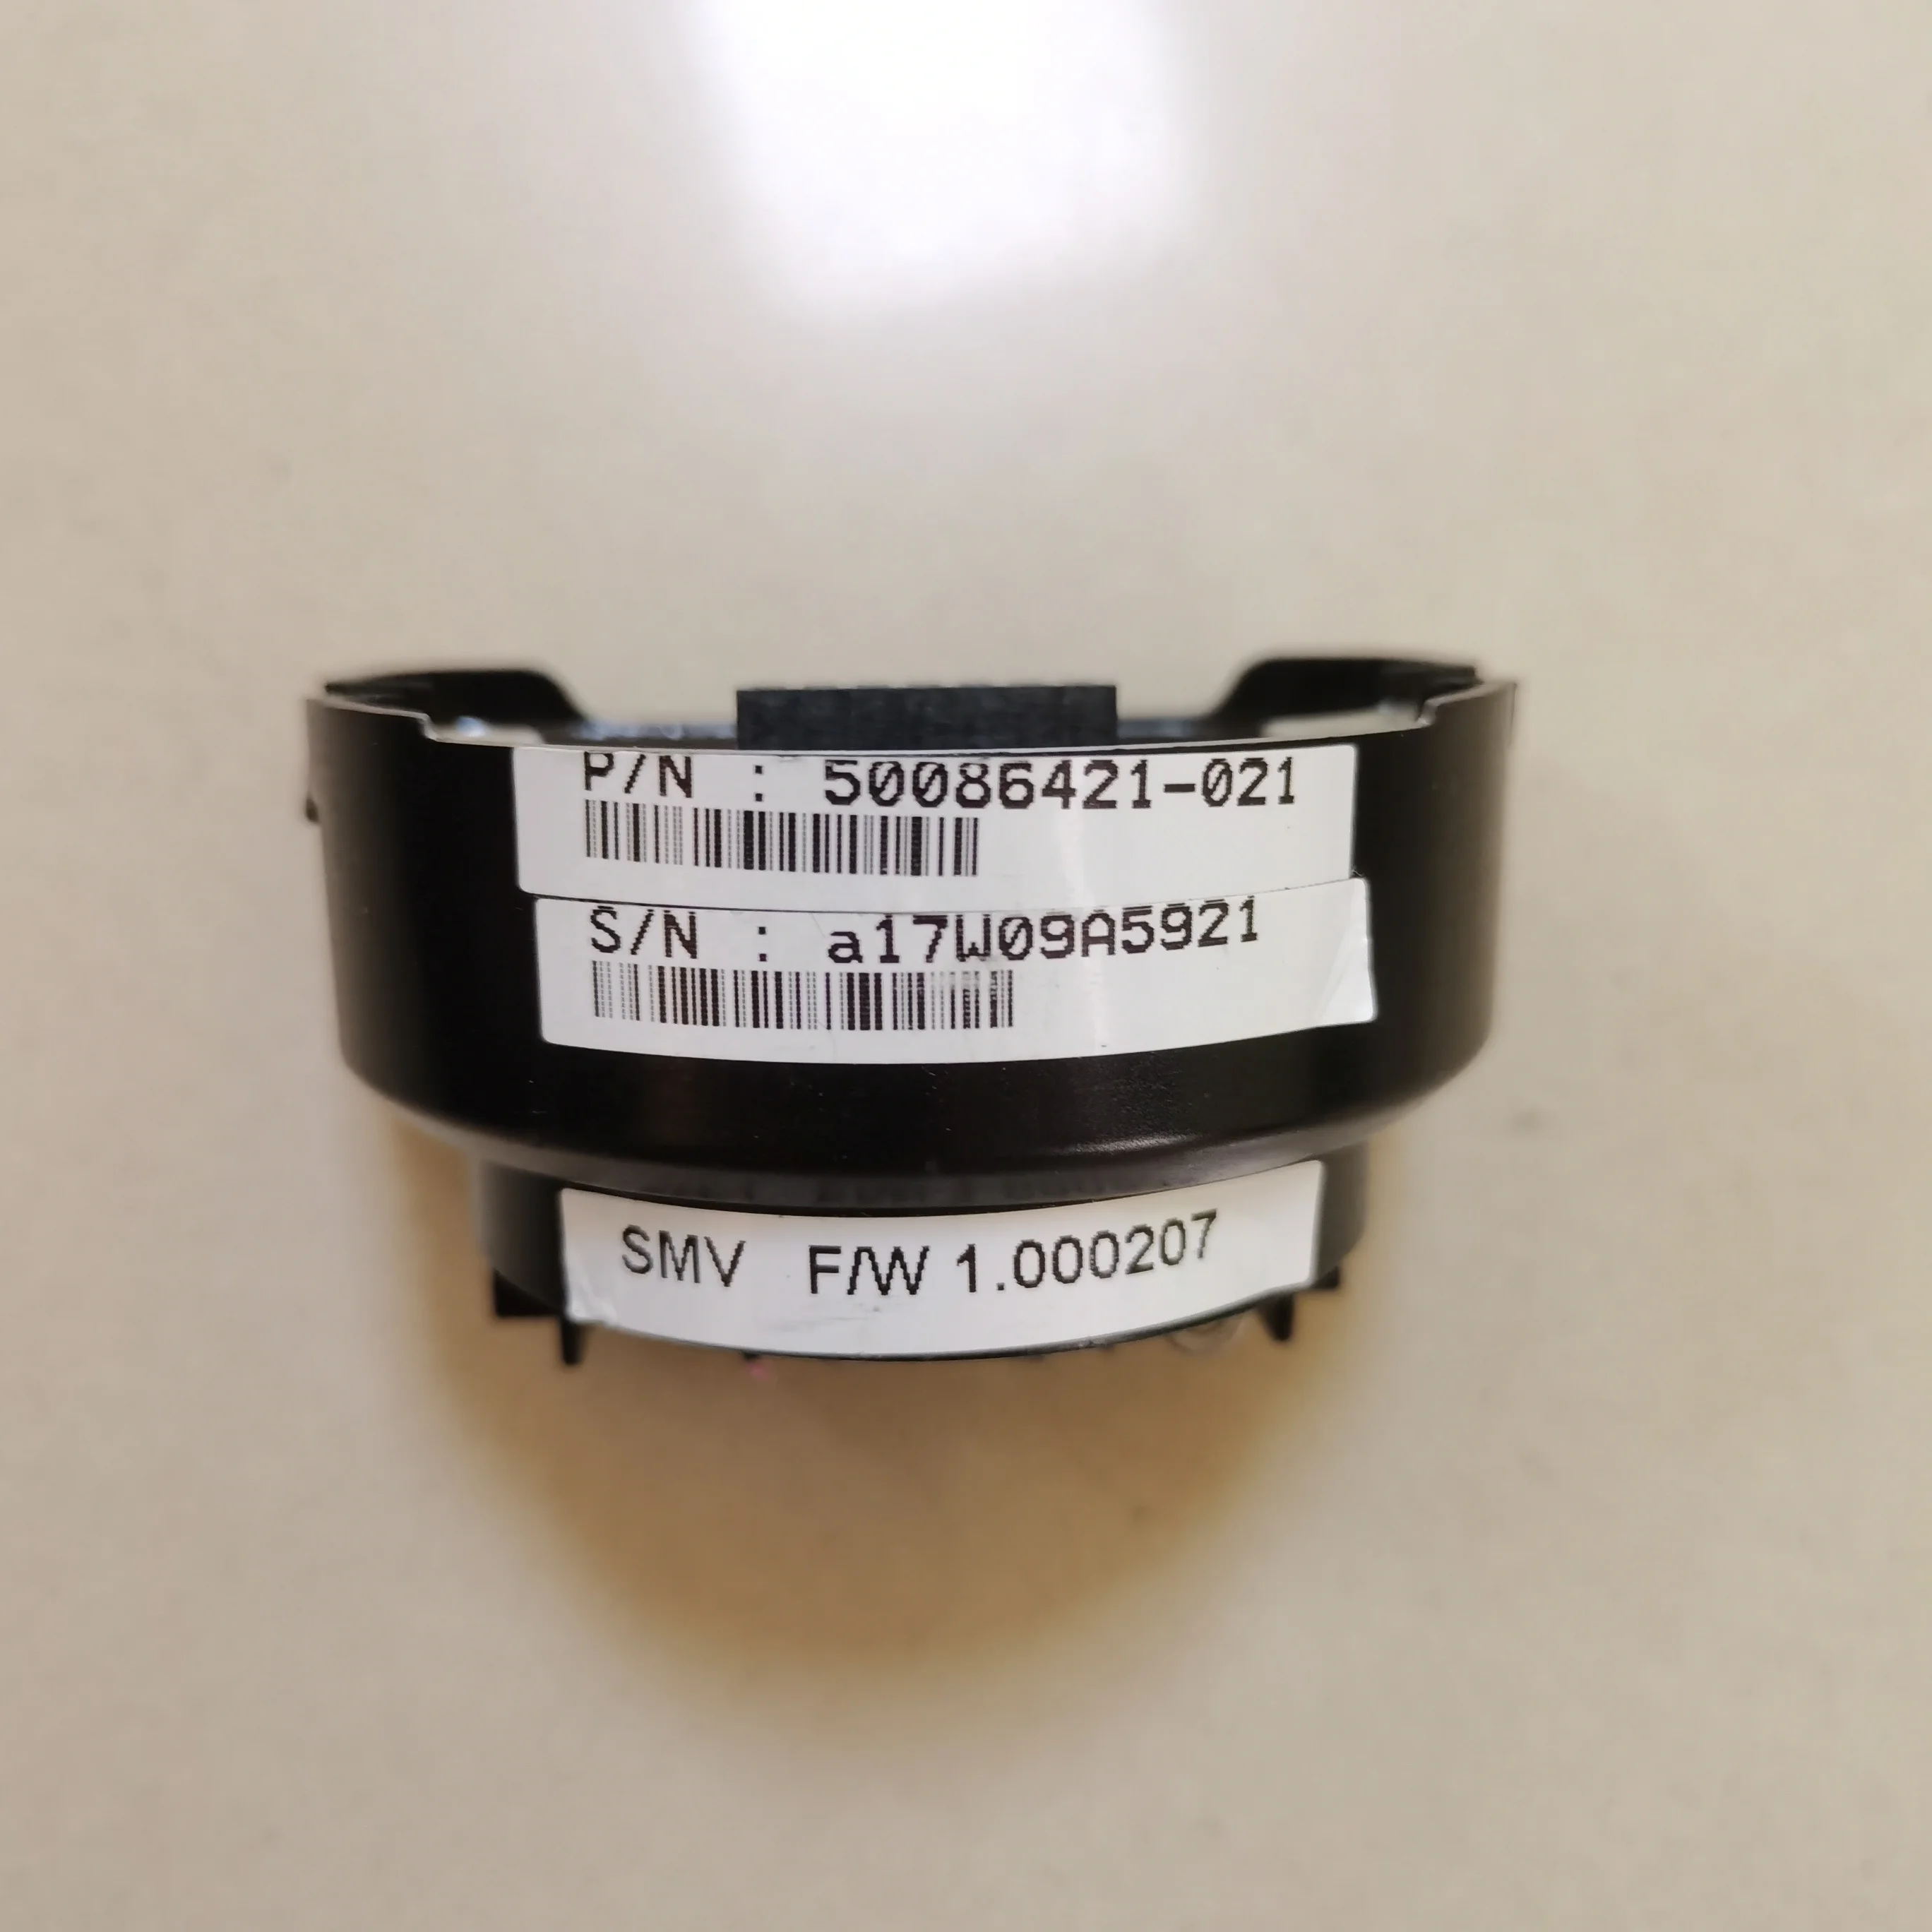 P/N : 50086421-021
S/N : a17W09A5921
SMV F/W 1.000207